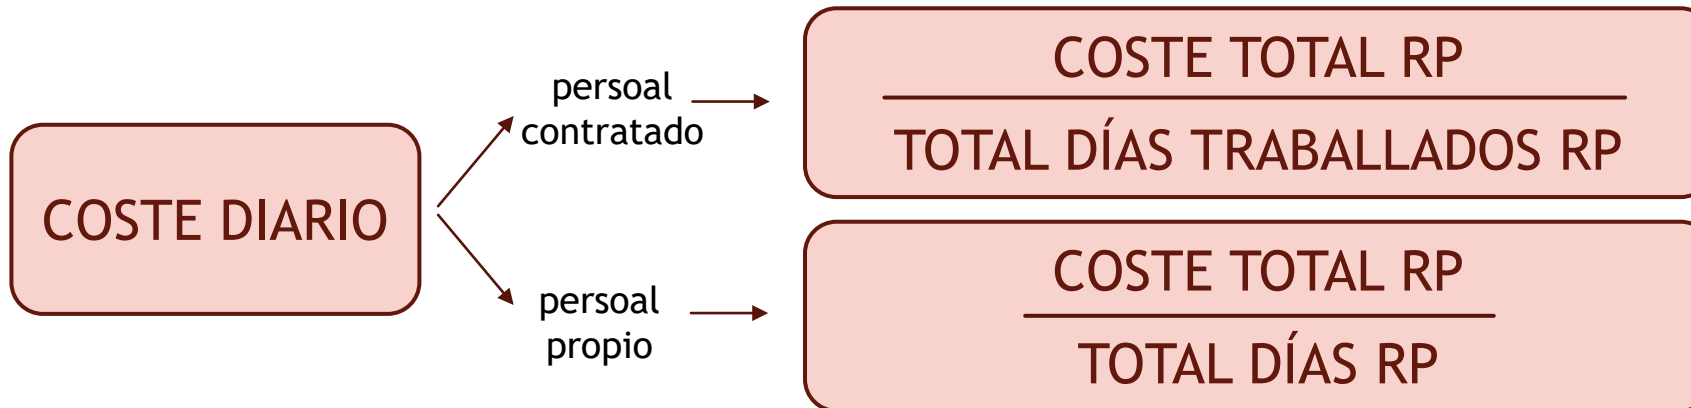 COSTE DIARIO
persoal
contratado
COSTE TOTAL RP
TOTAL DÍAS TRABALLADOS RP
persoal
propio
COSTE TOTAL RP
TOTAL DÍAS RP